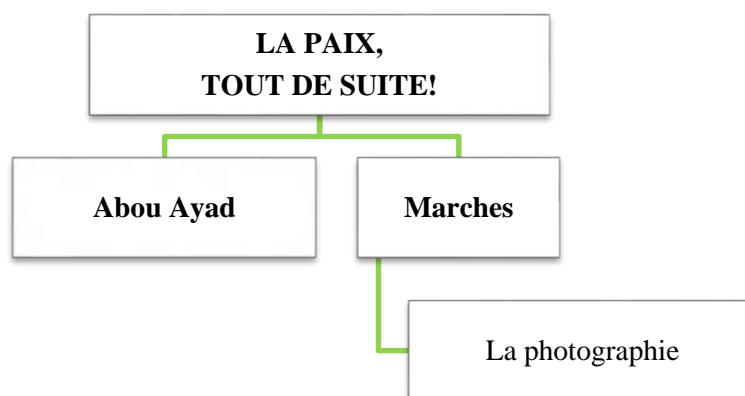 LA PAIX,
TOUT DE SUITE!
Abou Ayad
Marches
La photographie